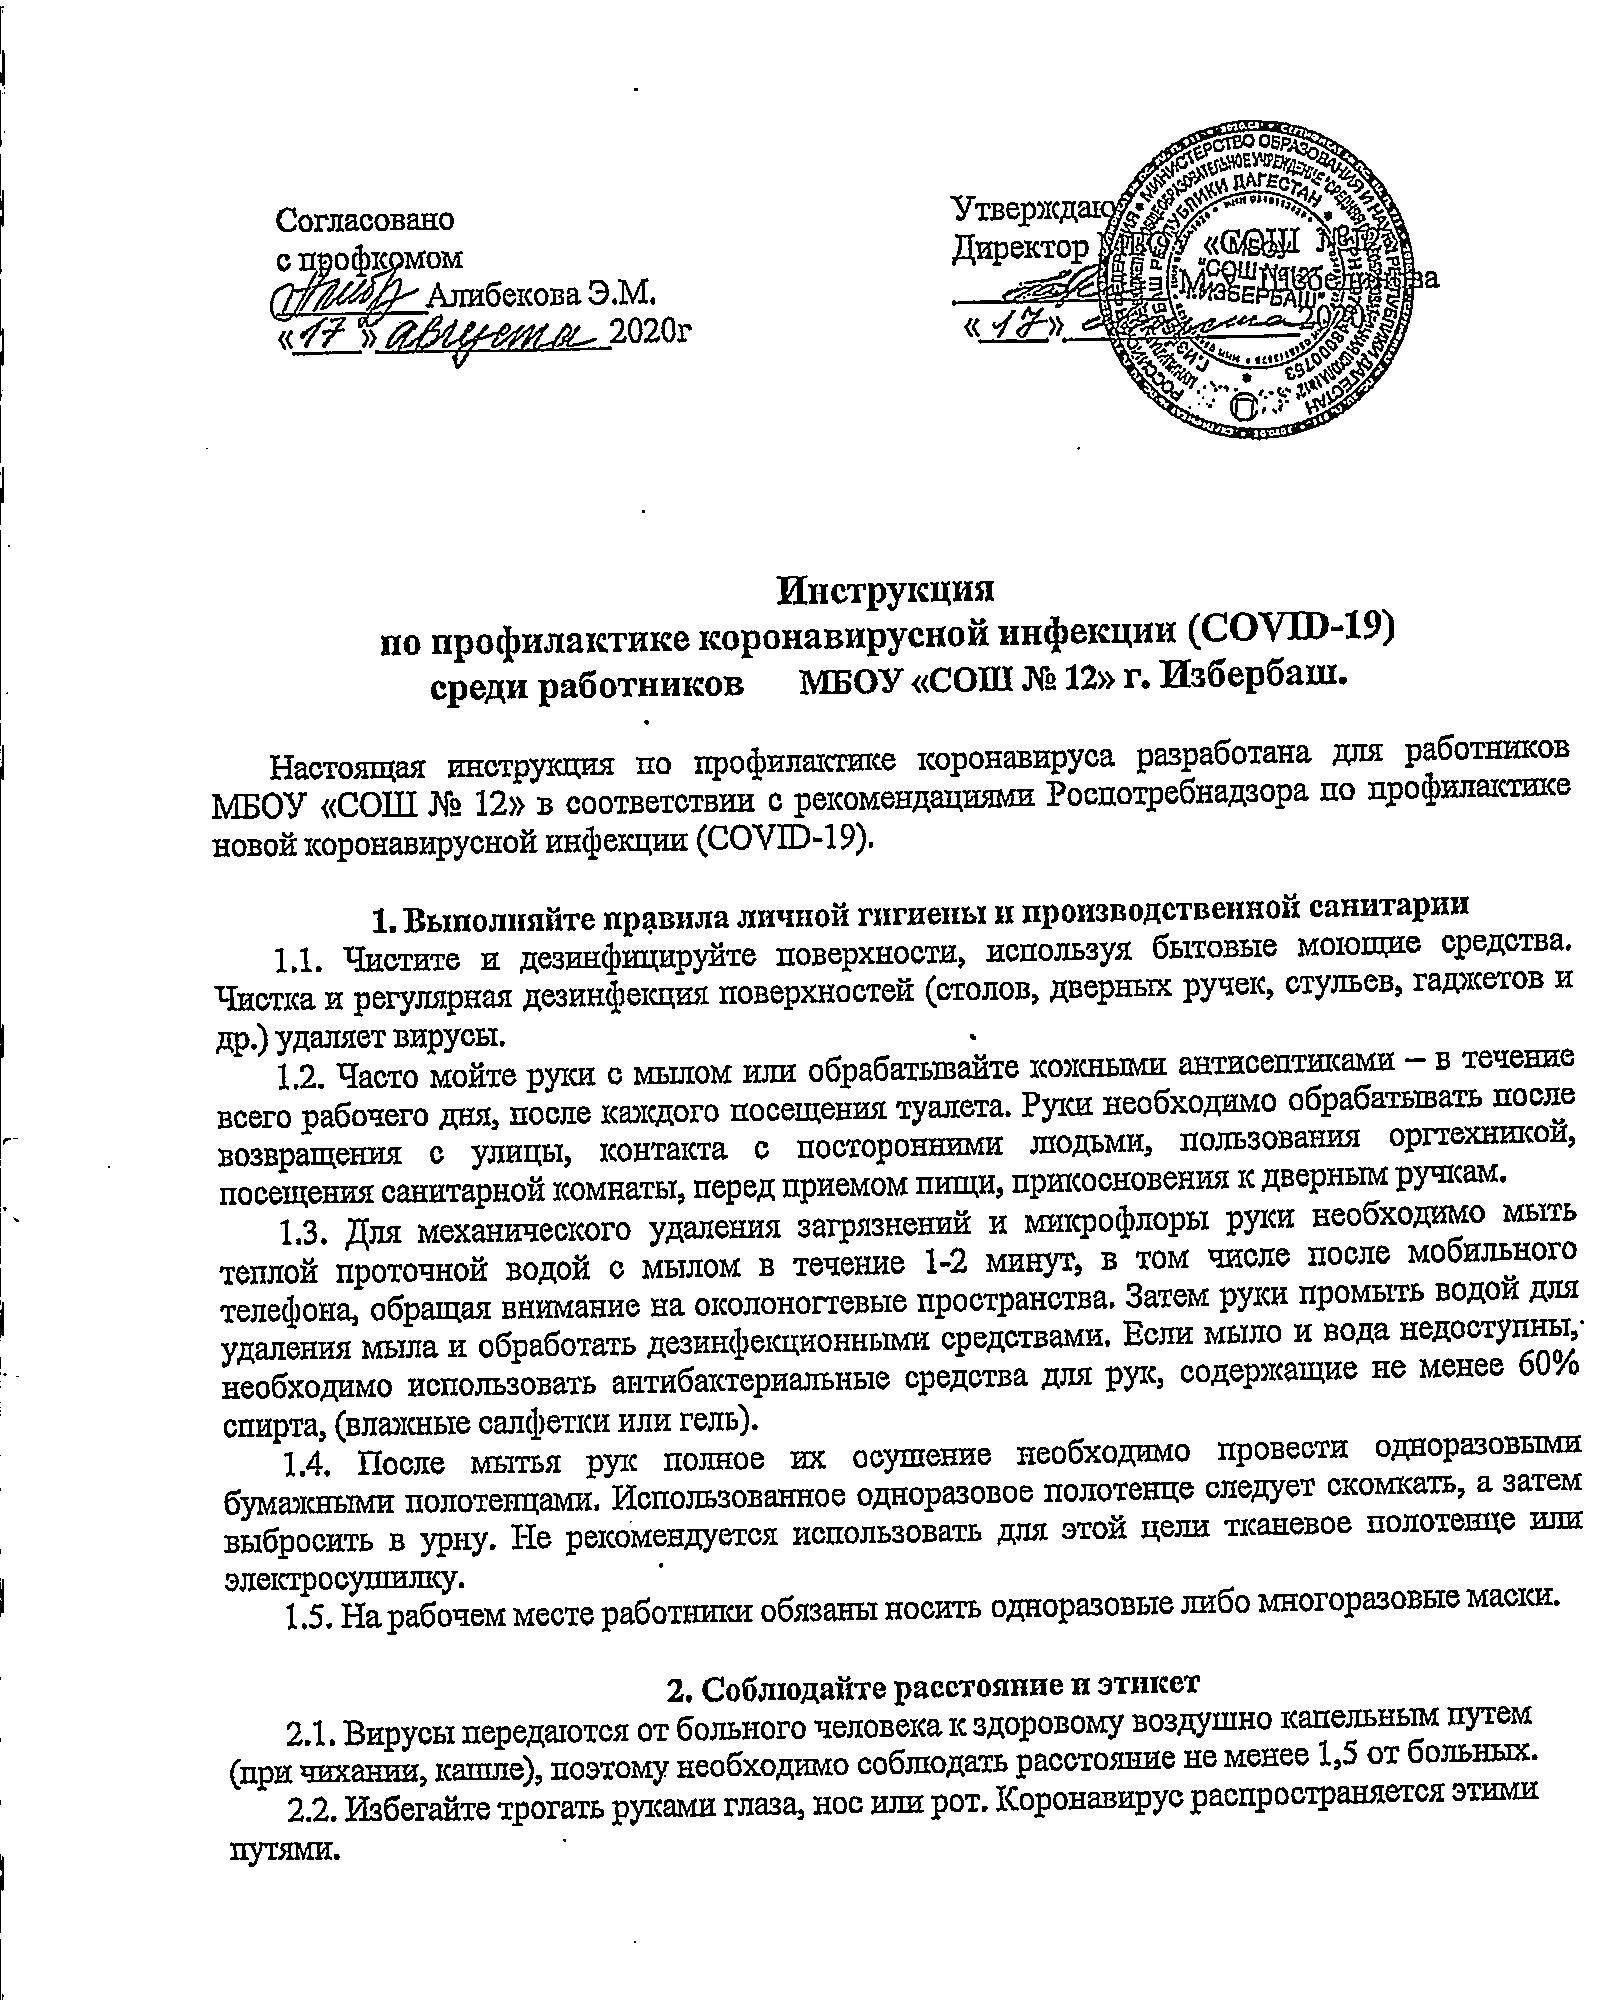 Согласовано
с профкомом
Алибекова Э.М.
«17» августа 2020г
Утверждаю
Директор «СОШ №12
«17» 2020
МИНИСТЕРСТВО ОБРАЗОВАНИЯ И НАУКИ РЕСПУБЛИКИ ДАГЕСТАН
РЕСПУБЛИКИ ДАГЕСТАН
"СОШ №12
г. ИЗБЕРБАШ"
Инструкция
по профилактике коронавирусной инфекции (COVID-19)
среди работников МБОУ «СОШ № 12» г. Избербаш.
Настоящая инструкция по профилактике коронавируса разработана для работников
МБОУ «СОШ № 12» в соответствии с рекомендациями Роспотребнадзора по профилактике
новой коронавирусной инфекции (COVID-19).
1. Выполняйте правила личной гигиены и производственной санитарии
1.1. Чистите и дезинфицируйте поверхности, используя бытовые моющие средства.
Чистка и регулярная дезинфекция поверхностей (столов, дверных ручек, стульев, гаджетов и
др.) удаляет вирусы.
1.2. Часто мойте руки с мылом или обрабатывайте кожными антисептиками – в течение
всего рабочего дня, после каждого посещения туалета. Руки необходимо обрабатывать после
возвращения с улицы, контакта с посторонними людьми, пользования оргтехникой,
посещения санитарной комнаты, перед приемом пищи, прикосновения к дверным ручкам.
1.3. Для механического удаления загрязнений и микрофлоры руки необходимо мыть
теплой проточной водой с мылом в течение 1-2 минут, в том числе после мобильного
телефона, обращая внимание на околоногтевые пространства. Затем руки промыть водой для
удаления мыла и обработать дезинфекционными средствами. Если мыло и вода недоступны,
необходимо использовать антибактериальные средства для рук, содержащие не менее 60%
спирта, (влажные салфетки или гель).
1.4. После мытья рук полное их осушение необходимо провести одноразовыми
бумажными полотенцами. Использованное одноразовое полотенце следует скомкать, а затем
выбросить в урну. Не рекомендуется использовать для этой цели тканевое полотенце или
электросушилку.
1.5. На рабочем месте работники обязаны носить одноразовые либо многоразовые маски.
2. Соблюдайте расстояние и этикет
2.1. Вирусы передаются от больного человека к здоровому воздушно капельным путем
(при чихании, кашле), поэтому необходимо соблюдать расстояние не менее 1,5 от больных.
2.2. Избегайте трогать руками глаза, нос или рот. Коронавирус распространяется этими
путями.